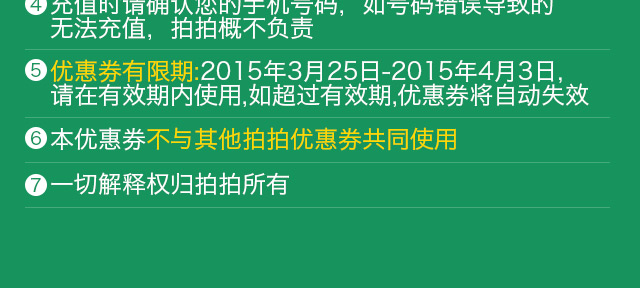 ④充值时请确认您的手机号码，如号码错误导致的
无法充值，拍拍概不负责
⑤优惠券有限期:2015年3月25日-2015年4月3日,
请在有效期内使用,如超过有效期,优惠券将自动失效
⑥本优惠券不与其他拍拍优惠券共同使用
⑦一切解释权归拍拍所有